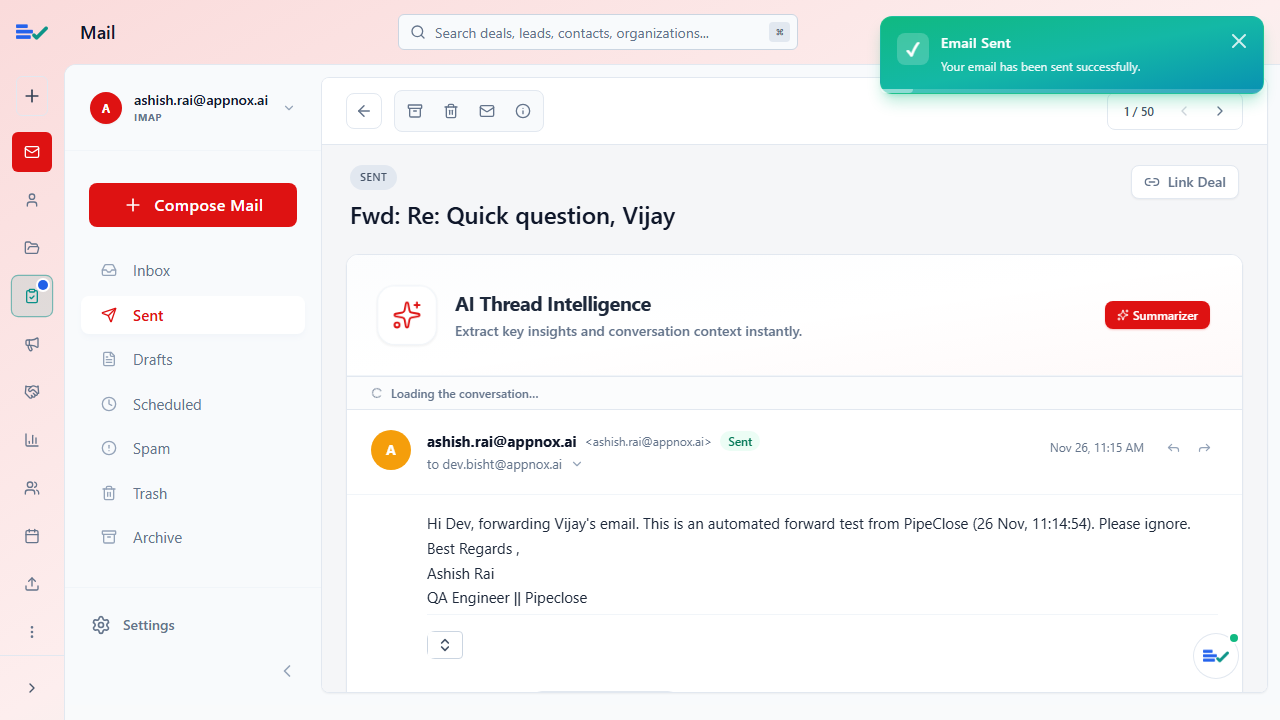 Mail
Search deals, leads, contacts, organizations...
⌘
Email Sent
Your email has been sent successfully.
A
ashish.rai@appnox.ai
IMAP
Compose Mail
Inbox
Sent
Drafts
Scheduled
Spam
Trash
Archive
Settings
1 / 50
SENT
Link Deal
Fwd: Re: Quick question, Vijay
AI Thread Intelligence
Extract key insights and conversation context instantly.
Summarizer
Loading the conversation...
A
ashish.rai@appnox.ai <ashish.rai@appnox.ai> Sent
to dev.bisht@appnox.ai
Nov 26, 11:15 AM
Hi Dev, forwarding Vijay's email. This is an automated forward test from PipeClose (26 Nov, 11:14:54). Please ignore.
Best Regards ,
Ashish Rai
QA Engineer || Pipeclose